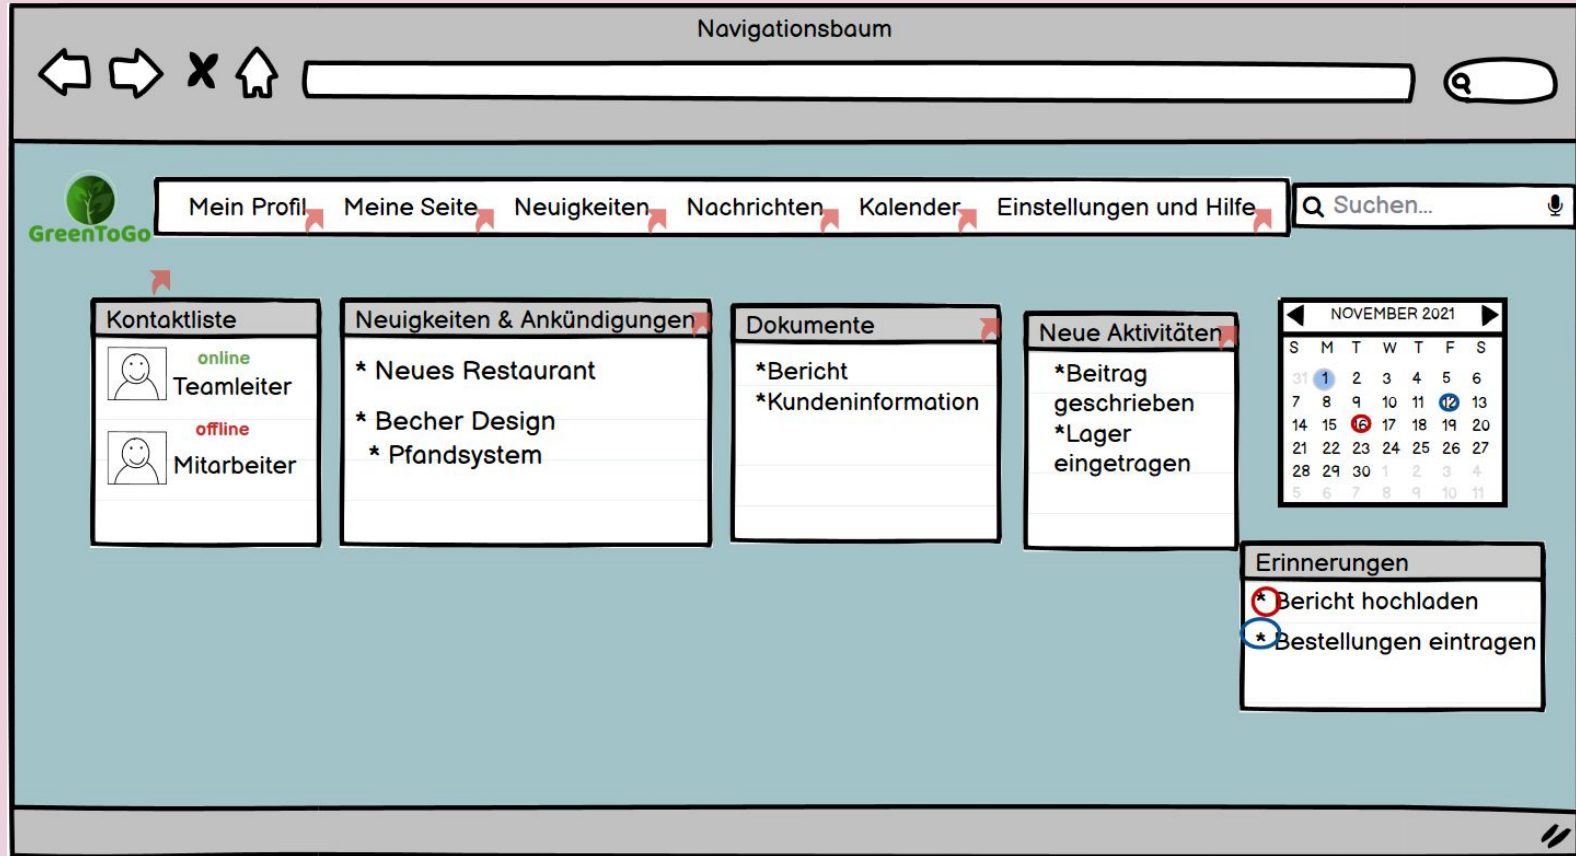 Navigationsbaum
GreenToGo
Mein Profil Meine Seite Neuigkeiten Nachrichten Kalender Einstellungen und Hilfe
Suchen...
Kontaktliste
online
Teamleiter
offline
Mitarbeiter
Neuigkeiten & Ankündigungen
* Neues Restaurant
* Becher Design
* Pfandsystem
Dokumente
*Bericht
*Kundeninformation
Neue Aktivitäten
*Beitrag
geschrieben
*Lager
eingetragen
NOVEMBER 2021
S M T W T F S
31 1 2 3 4 5 6
7 8 9 10 11 12 13
14 15 16 17 18 19 20
21 22 23 24 25 26 27
28 29 30 1 2 3 4
5 6 7 8 9 10 11
Erinnerungen
* Bericht hochladen
* Bestellungen eintragen